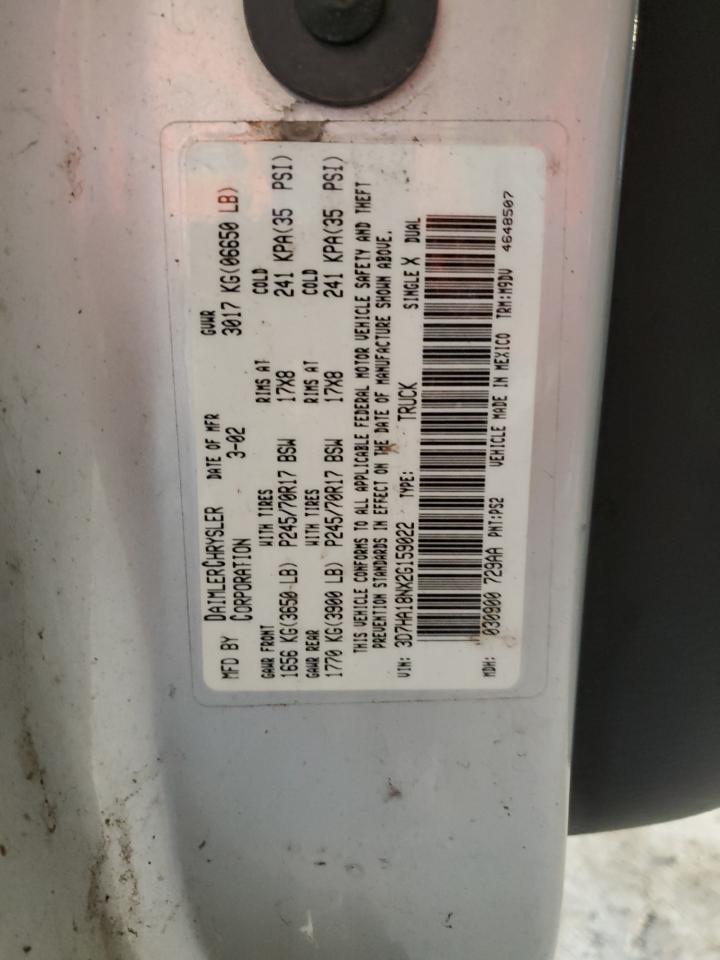 MFD BY DAIMLERCHRYSLER CORPORATION DATE OF MFR 3-02 GVWR 3017 KG(06650 LB)
GAWR FRONT WITH TIRES RIMS AT COLD
1656 KG(3650 LB) P245/70R17 BSW 17X8 241 KPA(35 PSI)
GAWR REAR WITH TIRES RIMS AT COLD
1770 KG(3900 LB) P245/70R17 BSW 17X8 241 KPA(35 PSI)
THIS VEHICLE CONFORMS TO ALL APPLICABLE FEDERAL MOTOR VEHICLE SAFETY AND THEFT
PREVENTION STANDARDS IN EFFECT ON THE DATE OF MANUFACTURE SHOWN ABOVE.
VIN: 3D7HA18NX2G159022 TYPE: TRUCK SINGLE X DUAL
MDH: 030900 729AA PNT:PS2 VEHICLE MADE IN MEXICO TRM:M9DV 4648507